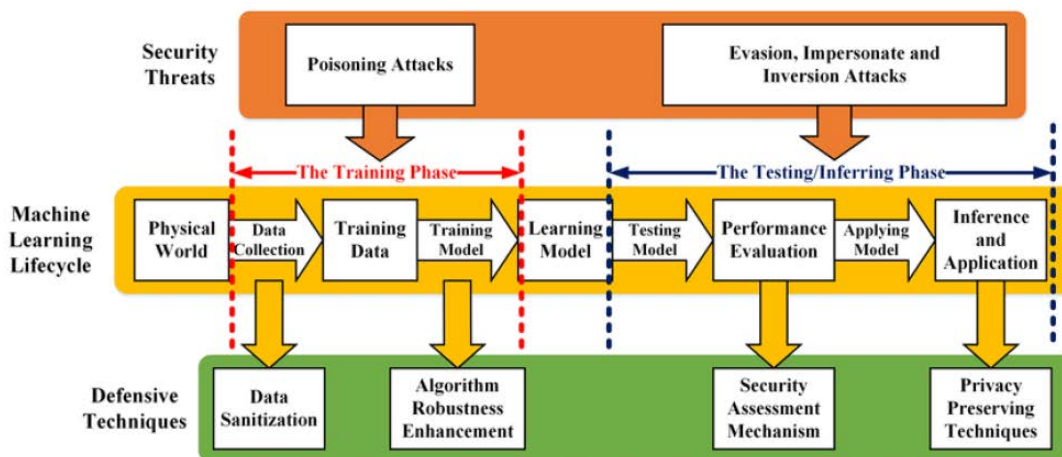 Security
Threats
Poisoning Attacks
Evasion, Impersonate and
Inversion Attacks
The Training Phase
The Testing/Inferring Phase
Machine
Learning
Lifecycle
Physical
World
Data
Collection
Training
Data
Training
Model
Learning
Model
Testing
Model
Performance
Evaluation
Applying
Model
Inference
and
Application
Defensive
Techniques
Data
Sanitization
Algorithm
Robustness
Enhancement
Security
Assessment
Mechanism
Privacy
Preserving
Techniques